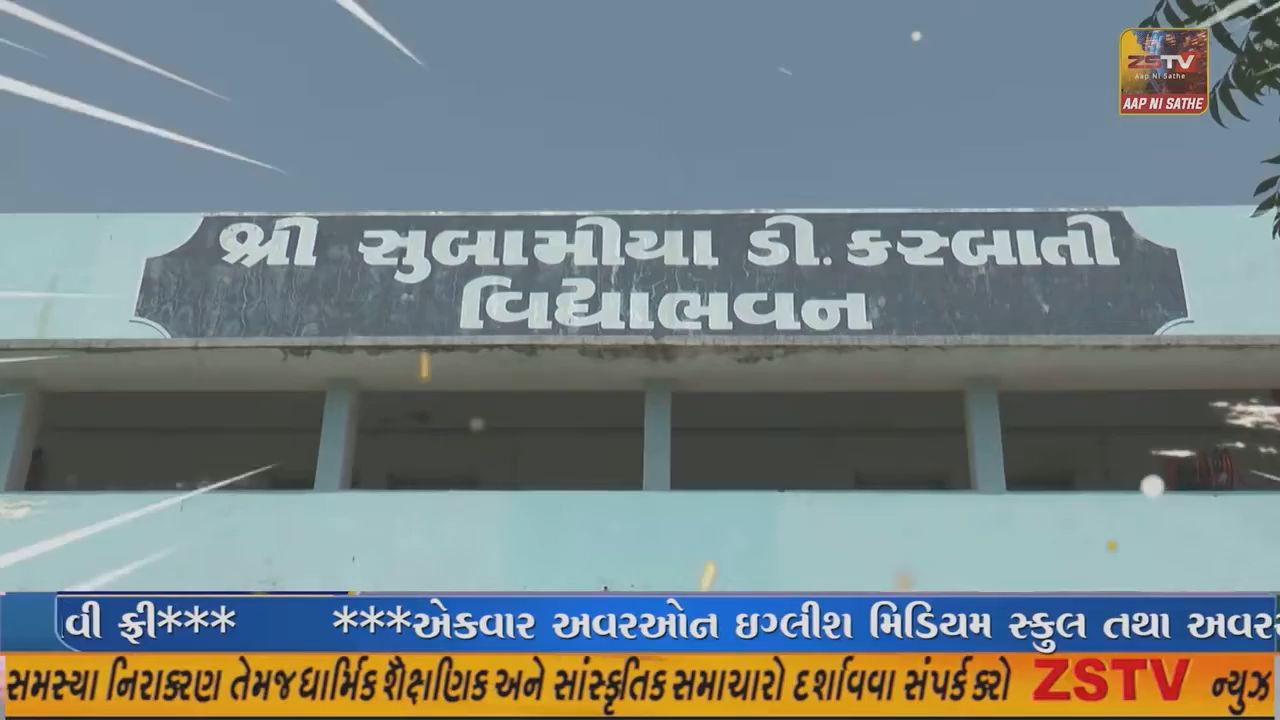 ZSTV
Aap Ni Sathe
AAP NI SATHE
શ્રી સુબામીયા ડી. કરબાતી
વિદ્યાભવન
વી ફ્રી*** ***એકવાર અવરઓન ઇગ્લીશ મિડિયમ સ્કુલ તથા
સમસ્યા નિરાકરણ તેમજ ધાર્મિક શૈક્ષણિક અને સાંસ્કૃતિક સમાચારો દર્શાવવા સંપર્ક કરો ZSTV ન્યુઝ